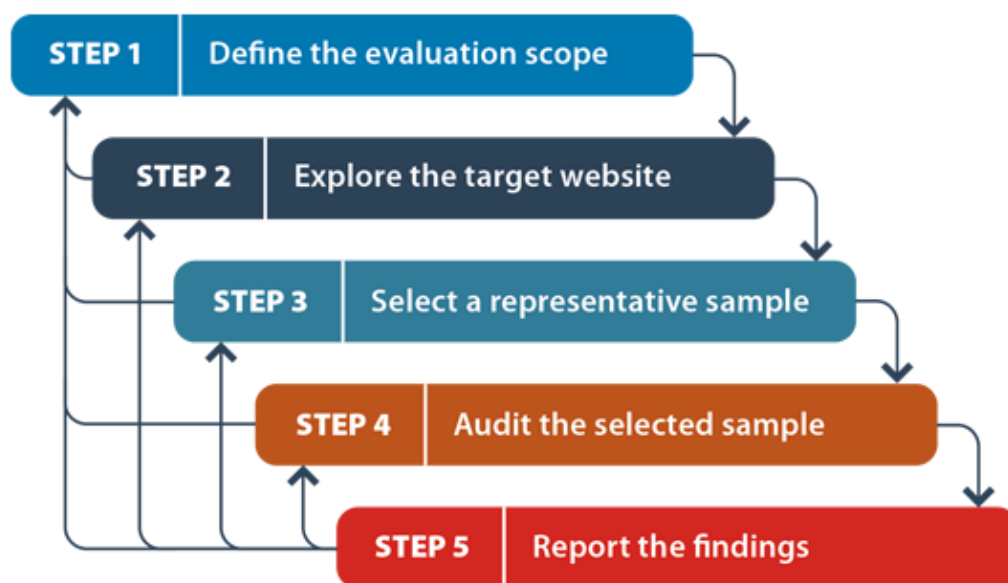 STEP 1 Define the evaluation scope
STEP 2 Explore the target website
STEP 3 Select a representative sample
STEP 4 Audit the selected sample
STEP 5 Report the findings